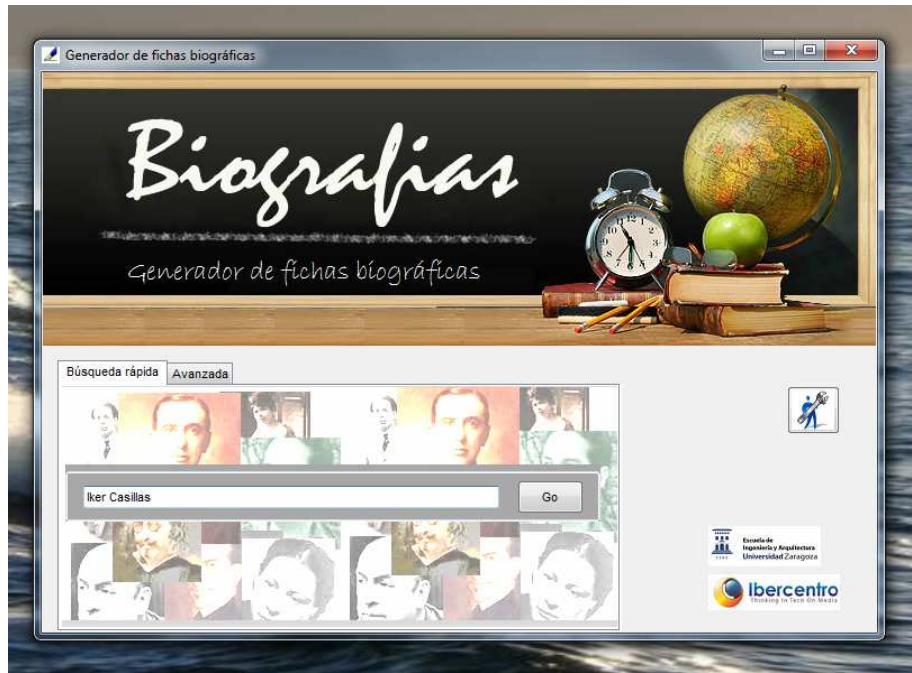 Generador de fichas biográficas
Biografias
Generador de fichas biográficas
Búsqueda rápida
Avanzada
Iker Casillas
Go
Escuela de
Ingeniería y Arquitectura
Universidad Zaragoza
Ibercentro
Thinking In Tech On Media